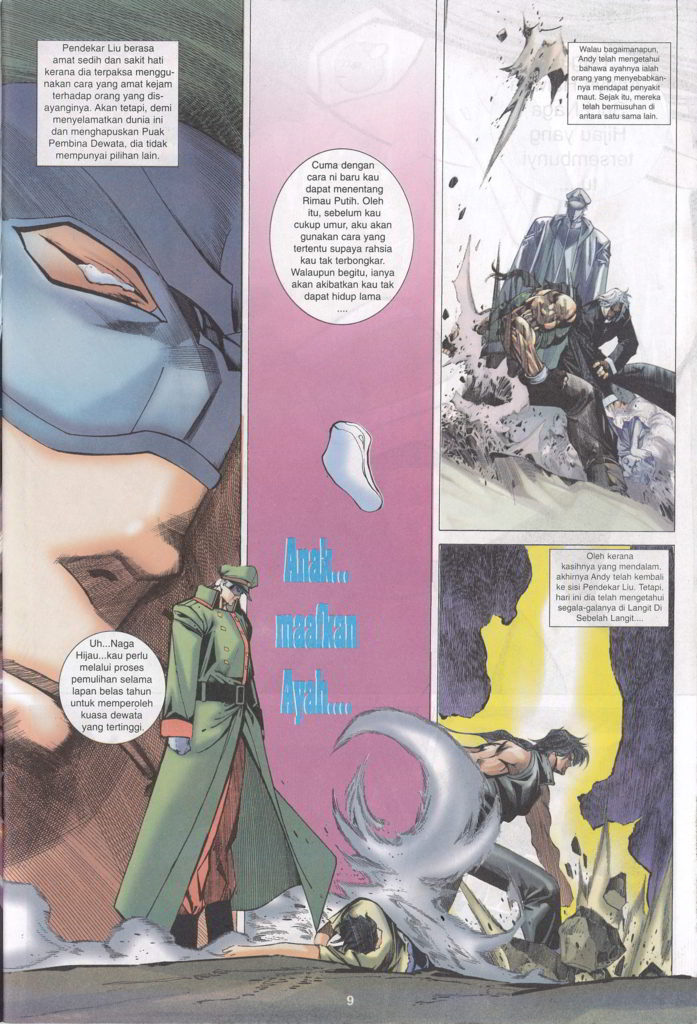 Pendekar Liu berasa
amat sedih dan sakit hati
kerana dia terpaksa menggu-
nakan cara yang amat kejam
terhadap orang yang dis-
ayanginya. Akan tetapi, demi
menyelamatkan dunia ini
dan menghapuskan Puak
Pembina Dewata, dia tidak
mempunyai pilihan lain.
Uh...Naga
Hijau...kau perlu
melalui proses
pemulihan selama
lapan belas tahun
untuk memperoleh
kuasa dewata
yang tertinggi.
Cuma dengan
cara ni baru kau
dapat menentang
Rimau Putih. Oleh
itu, sebelum kau
cukup umur, aku akan
gunakan cara yang
tertentu supaya rahsia
kau tak terbongkar.
Walaupun begitu, ianya
akan akibatkan kau tak
dapat hidup lama
....
Anak...
maafkan
Ayah....
Walau bagaimanapun,
Andy telah mengetahui
bahawa ayahnya ialah
orang yang menyebabkan-
nya mendapat penyakit
maut. Sejak itu, mereka
telah bermusuhan di
antara satu sama lain.
Oleh kerana
kasihnya yang mendalam,
akhirnya Andy telah kembali
ke sisi Pendekar Liu. Tetapi,
hari ini dia telah mengetahui
segala-galanya di Langit Di
Sebelah Langit....
9